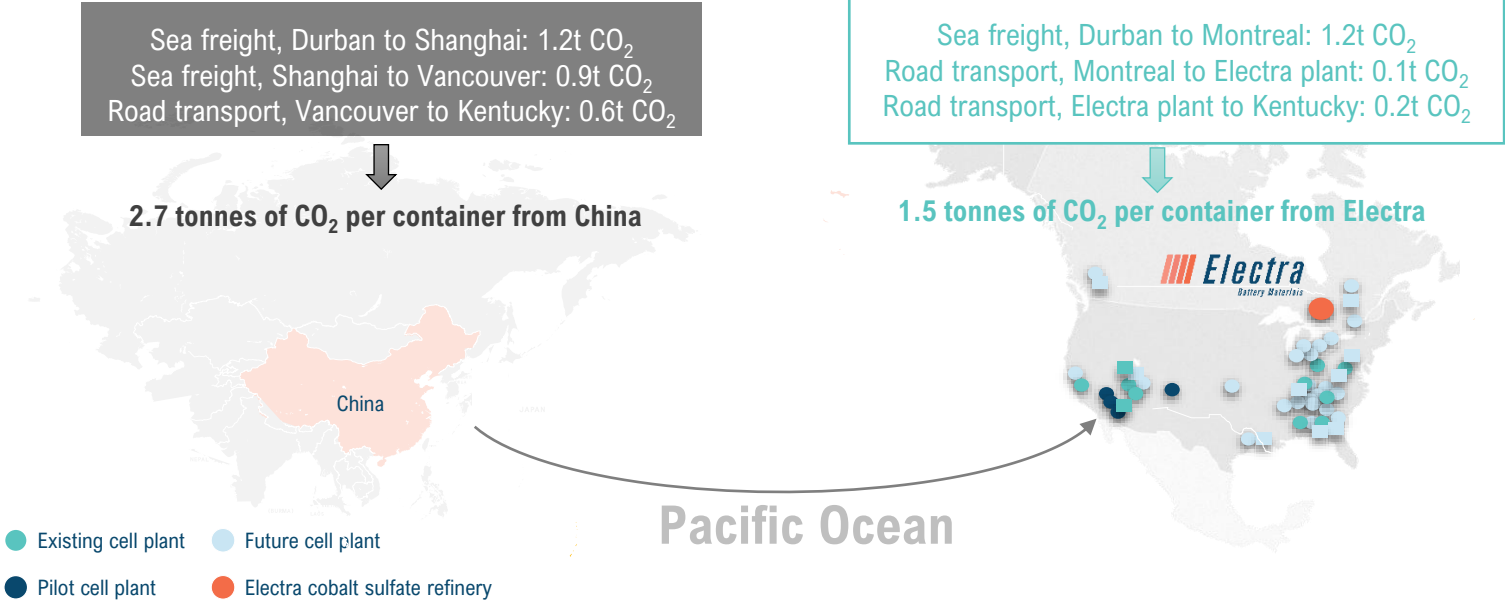 Sea freight, Durban to Shanghai: 1.2t CO₂
Sea freight, Shanghai to Vancouver: 0.9t CO₂
Road transport, Vancouver to Kentucky: 0.6t CO₂
2.7 tonnes of CO₂ per container from China
Sea freight, Durban to Montreal: 1.2t CO₂
Road transport, Montreal to Electra plant: 0.1t CO₂
Road transport, Electra plant to Kentucky: 0.2t CO₂
1.5 tonnes of CO₂ per container from Electra
Electra
Battery Materials
China
JAPAN
Pacific Ocean
Existing cell plant
Future cell plant
Pilot cell plant
Electra cobalt sulfate refinery